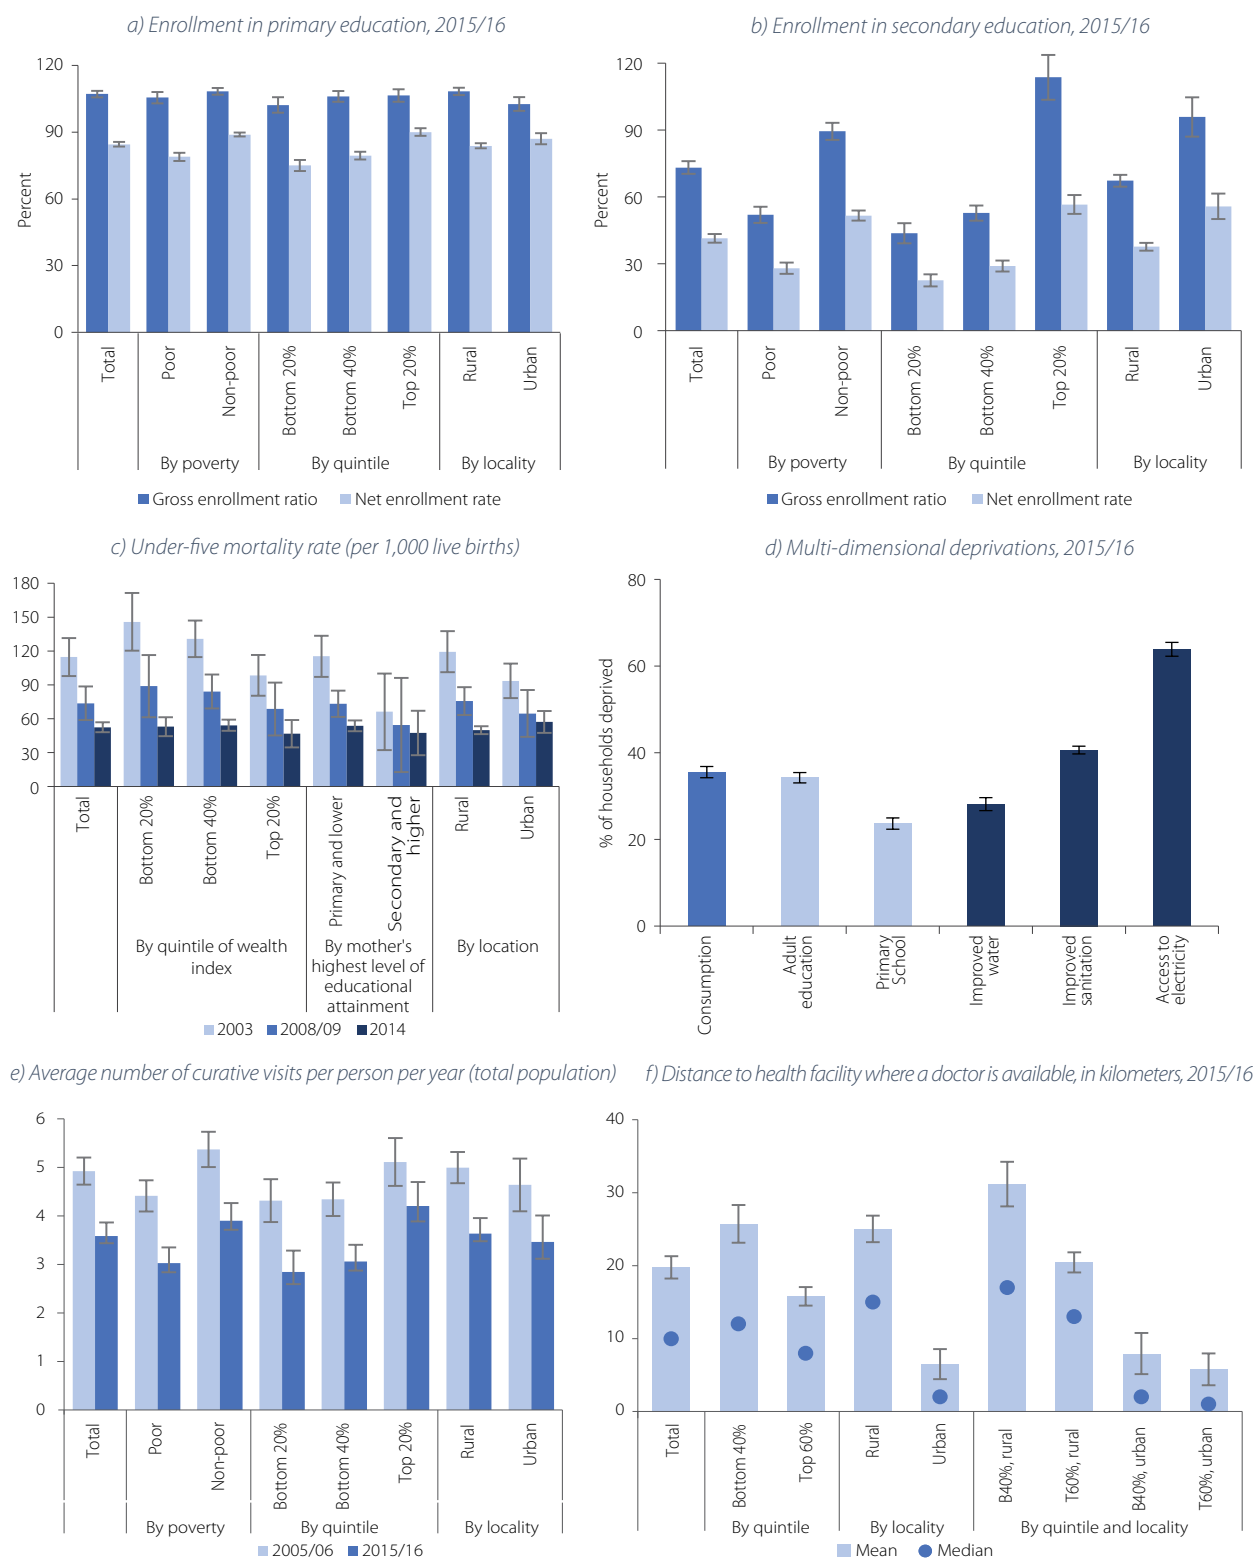 a) Enrollment in primary education, 2015/16
120
90
60
30
0
Percent
Total
Poor
Non-poor
Bottom 20%
Bottom 40%
Top 20%
Rural
Urban
By poverty
By quintile
By locality
Gross enrollment ratio
Net enrollment rate
b) Enrollment in secondary education, 2015/16
120
90
60
30
0
Percent
Total
Poor
Non-poor
Bottom 20%
Bottom 40%
Top 20%
Rural
Urban
By poverty
By quintile
By locality
Gross enrollment ratio
Net enrollment rate
c) Under-five mortality rate (per 1,000 live births)
180
150
120
90
60
30
0
Total
Bottom 20%
Bottom 40%
Top 20%
Primary and lower
Secondary and
higher
Rural
Urban
By quintile of wealth
index
By mother's
highest level of
educational
attainment
By location
2003
2008/09
2014
d) Multi-dimensional deprivations, 2015/16
80
60
40
20
0
% of households deprived
Consumption
Adult
education
Primary
School
Improved
water
Improved
sanitation
Access to
electricity
e) Average number of curative visits per person per year (total population)
6
5
4
3
2
1
0
Total
Poor
Non-poor
Bottom 20%
Bottom 40%
Top 20%
Rural
Urban
By poverty
By quintile
By locality
2005/06
2015/16
f) Distance to health facility where a doctor is available, in kilometers, 2015/16
40
30
20
10
0
Total
Bottom 40%
Top 60%
Rural
Urban
B40%, rural
T60%, rural
B40%, urban
T60%, urban
By quintile
By locality
By quintile and locality
Mean
Median